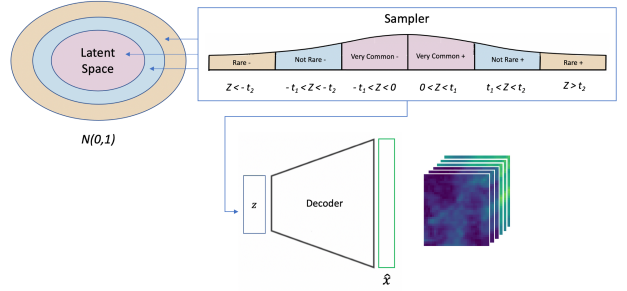 Sampler
Latent
Space
Rare -
Not Rare -
Very Common -
Very Common +
Not Rare +
Rare +
Z < - t₂
- t₁ < Z < - t₂
- t₁ < Z < 0
0 < Z < t₁
t₁ < Z < t₂
Z > t₂
N(0,1)
z
Decoder
x̂